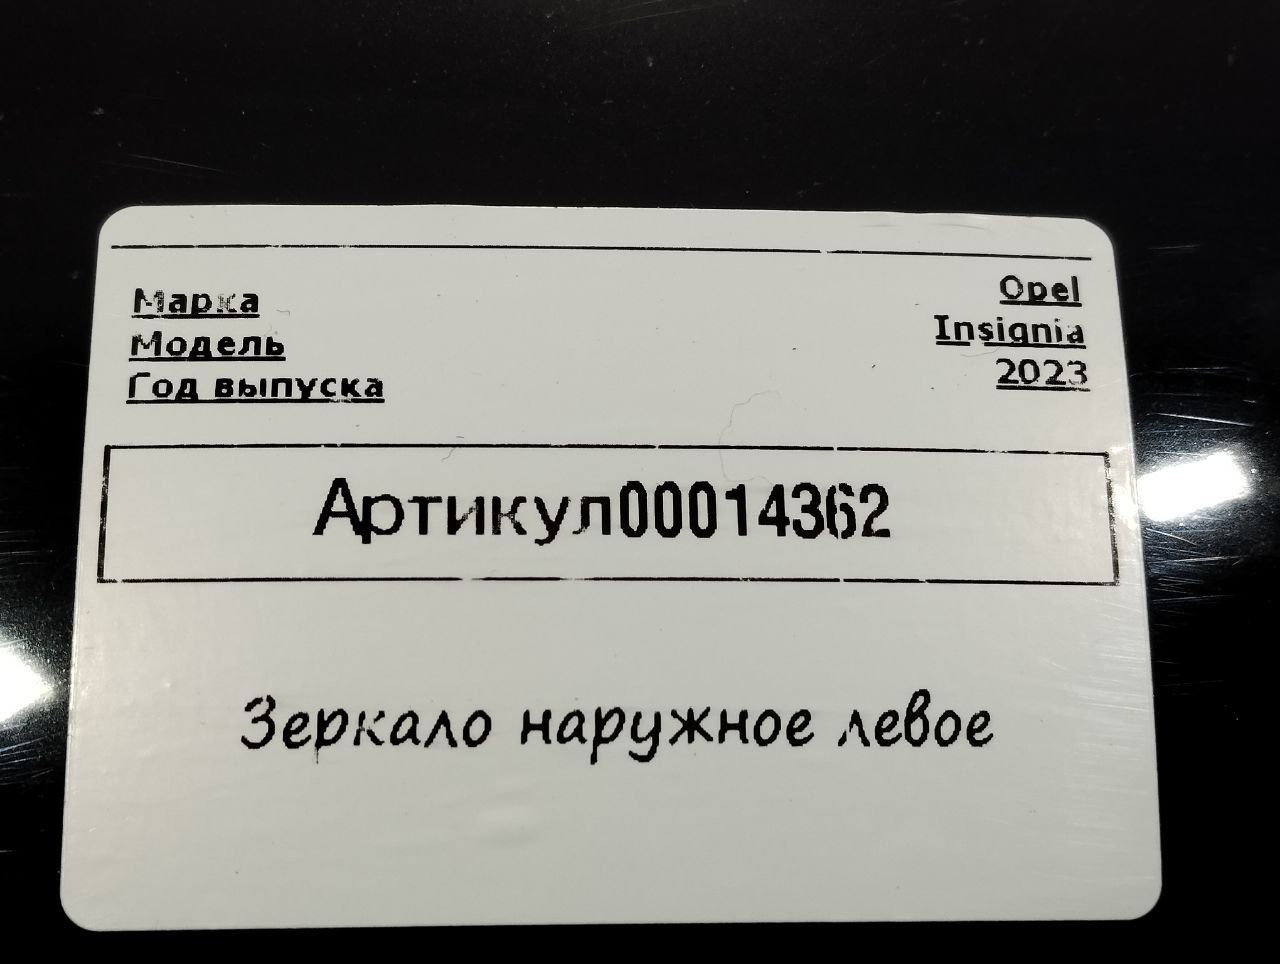 Марка Opel
Модель Insignia
Год выпуска 2023
Артикул00014362
Зеркало наружное левое